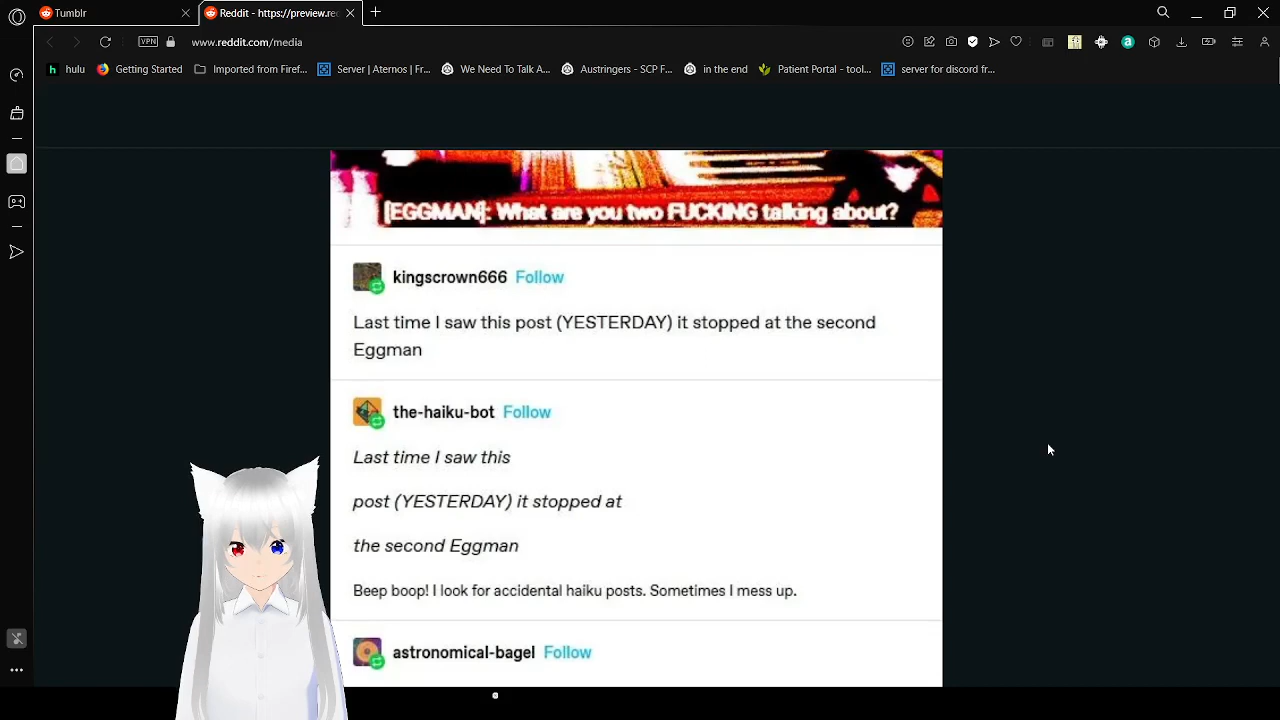 Tumblr
Reddit - https://preview.rec
VPN
www.reddit.com/media
hulu
Getting Started
Imported from Firef...
Server | Aternos | Fr...
We Need To Talk A...
Austringers - SCP F...
in the end
Patient Portal - tool...
server for discord fr...
[EGGMAN]: What are you two FUCKING talking about?
kingscrown666 Follow
Last time I saw this post (YESTERDAY) it stopped at the second
Eggman
the-haiku-bot Follow
Last time I saw this
post (YESTERDAY) it stopped at
the second Eggman
Beep boop! I look for accidental haiku posts. Sometimes I mess up.
astronomical-bagel Follow